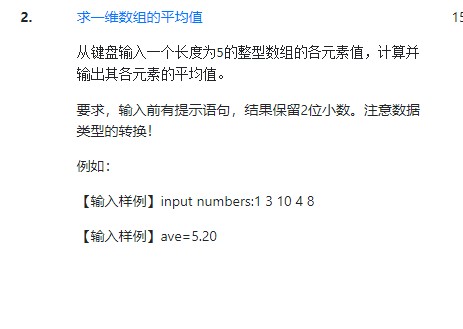 2. 求一维数组的平均值 15
从键盘输入一个长度为5的整型数组的各元素值，计算并
输出其各元素的平均值。
要求，输入前有提示语句，结果保留2位小数。注意数据
类型的转换！
例如：
【输入样例】input numbers:1 3 10 4 8
【输入样例】ave=5.20